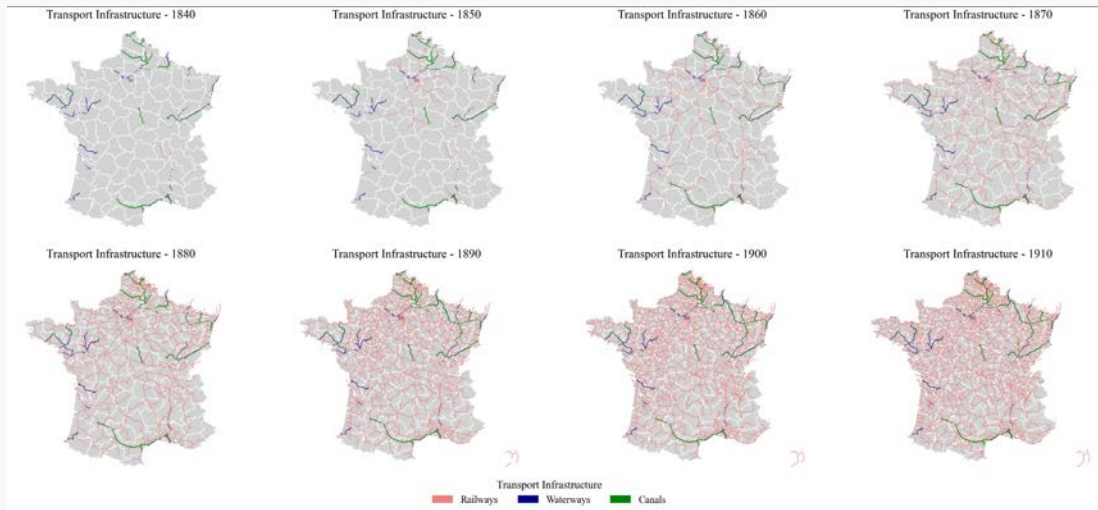 Transport Infrastructure - 1840
Transport Infrastructure - 1850
Transport Infrastructure - 1860
Transport Infrastructure - 1870
Transport Infrastructure - 1880
Transport Infrastructure - 1890
Transport Infrastructure - 1900
Transport Infrastructure - 1910
Transport Infrastructure
Railways Waterways Canals